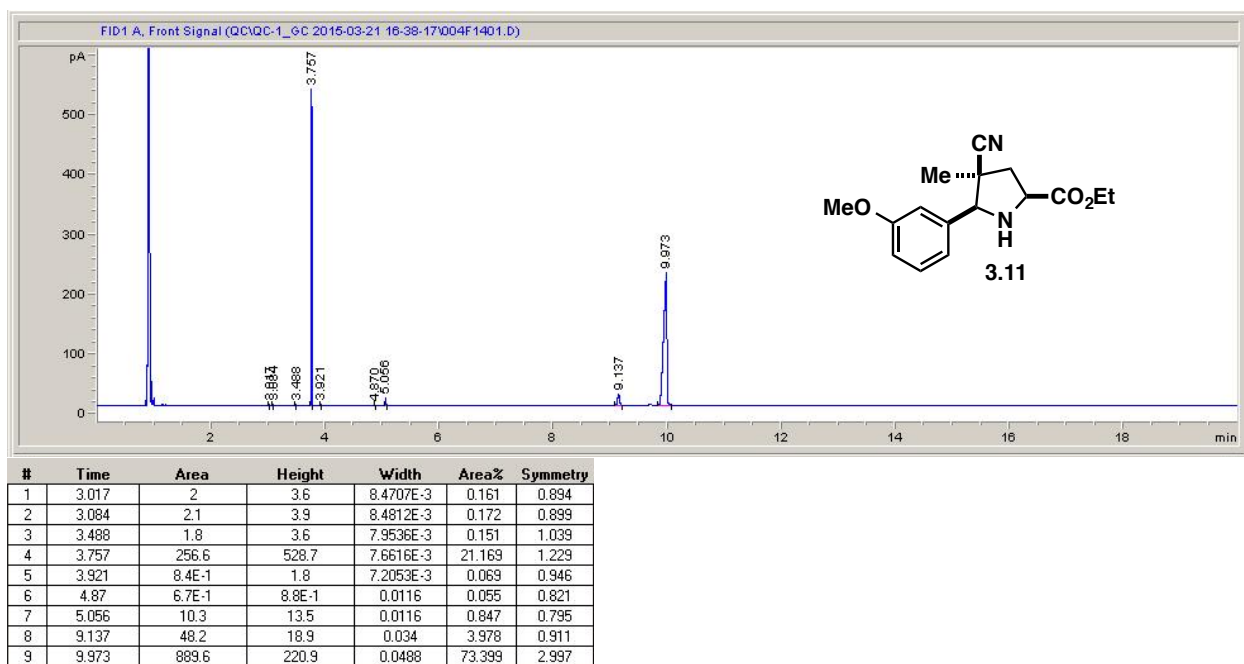 FID1 A, Front Signal (QC\QC-1_GC 2015-03-21 16-38-17\004F1401.D)
pA
500
400
300
200
100
0
3.084
3.488
3.757
3.921
4.870
5.056
9.137
9.973
2
4
6
8
10
12
14
16
18
min
CN
Me
CO2Et
MeO
N
H
3.11
# Time Area Height Width Area% Symmetry
1 3.017 2 3.6 8.4707E-3 0.161 0.894
2 3.084 2.1 3.9 8.4812E-3 0.172 0.899
3 3.488 1.8 3.6 7.9536E-3 0.151 1.039
4 3.757 256.6 528.7 7.6616E-3 21.169 1.229
5 3.921 8.4E-1 1.8 7.2053E-3 0.069 0.946
6 4.87 6.7E-1 8.8E-1 0.0116 0.055 0.821
7 5.056 10.3 13.5 0.0116 0.847 0.795
8 9.137 48.2 18.9 0.034 3.978 0.911
9 9.973 889.6 220.9 0.0488 73.399 2.997